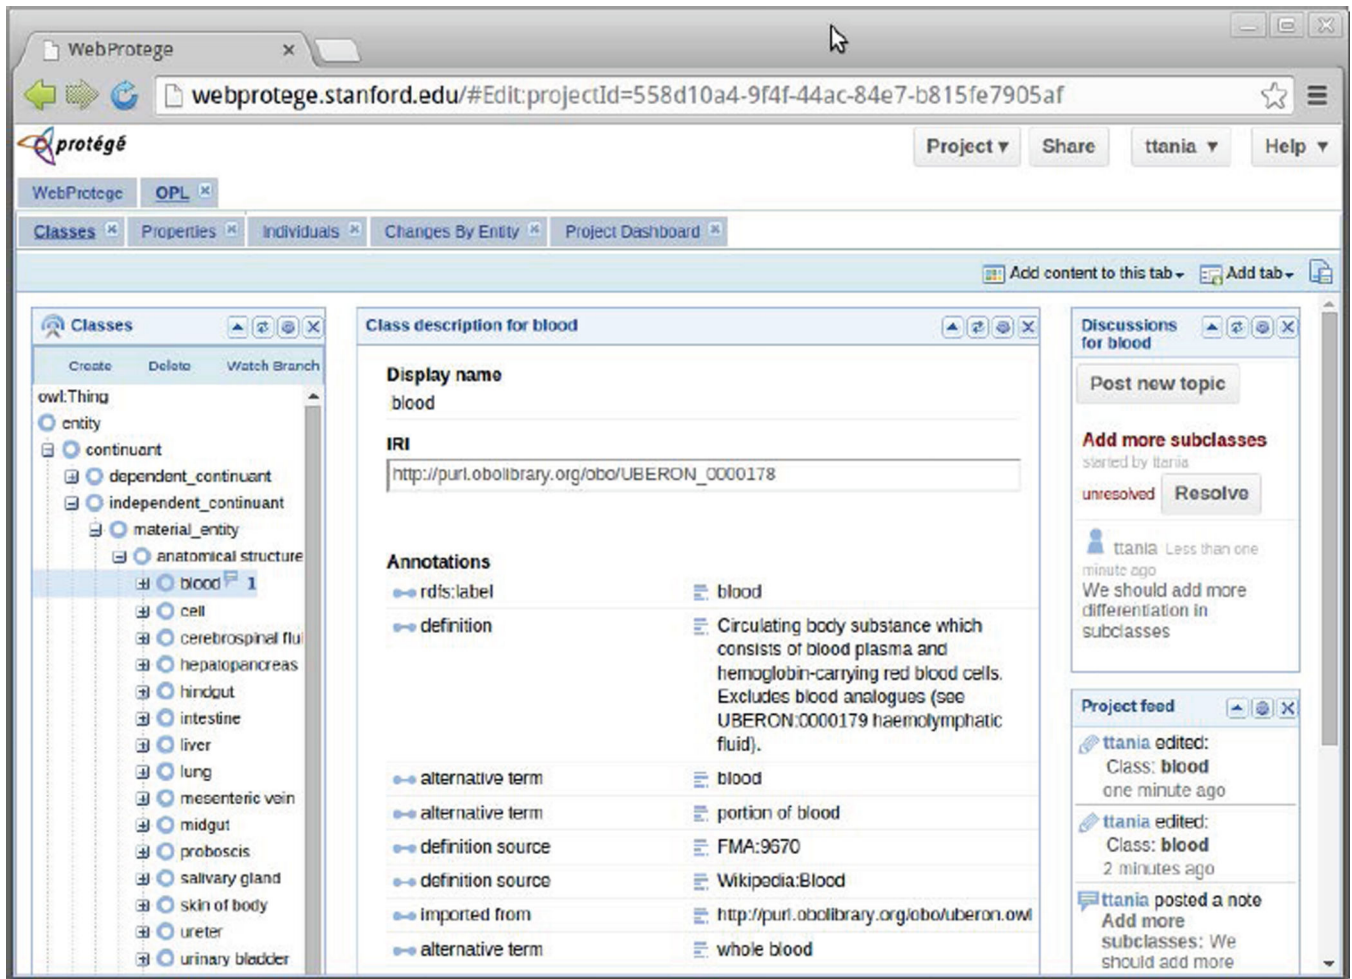 WebProtege
webprotege.stanford.edu/#Edit:projectId=558d10a4-9f4f-44ac-84e7-b815fe7905af
protégé
Project
Share
ttania
Help
WebProtege
OPL
Classes
Properties
Individuals
Changes By Entity
Project Dashboard
Add content to this tab
Add tab
Classes
Create
Delete
Watch Branch
owl:Thing
entity
continuant
dependent_continuant
independent_continuant
material_entity
anatomical structure
blood 1
cell
cerebrospinal flui
hepatopancreas
hindgut
intestine
liver
lung
mesenteric vein
midgut
proboscis
salivary gland
skin of body
ureter
urinary bladder
Class description for blood
Display name
blood
IRI
http://purl.obolibrary.org/obo/UBERON_0000178
Annotations
rdfs:label blood
definition Circulating body substance which
consists of blood plasma and
hemoglobin-carrying red blood cells.
Excludes blood analogues (see
UBERON:0000179 haemolymphatic
fluid).
alternative term blood
alternative term portion of blood
definition source FMA:9670
definition source Wikipedia:Blood
imported from http://purl.obolibrary.org/obo/uberon.owl
alternative term whole blood
Discussions
for blood
Post new topic
Add more subclasses
started by ttania
unresolved Resolve
ttania Less than one
minute ago
We should add more
differentiation in
subclasses
Project feed
ttania edited:
Class: blood
one minute ago
ttania edited:
Class: blood
2 minutes ago
ttania posted a note
Add more
subclasses: We
should add more